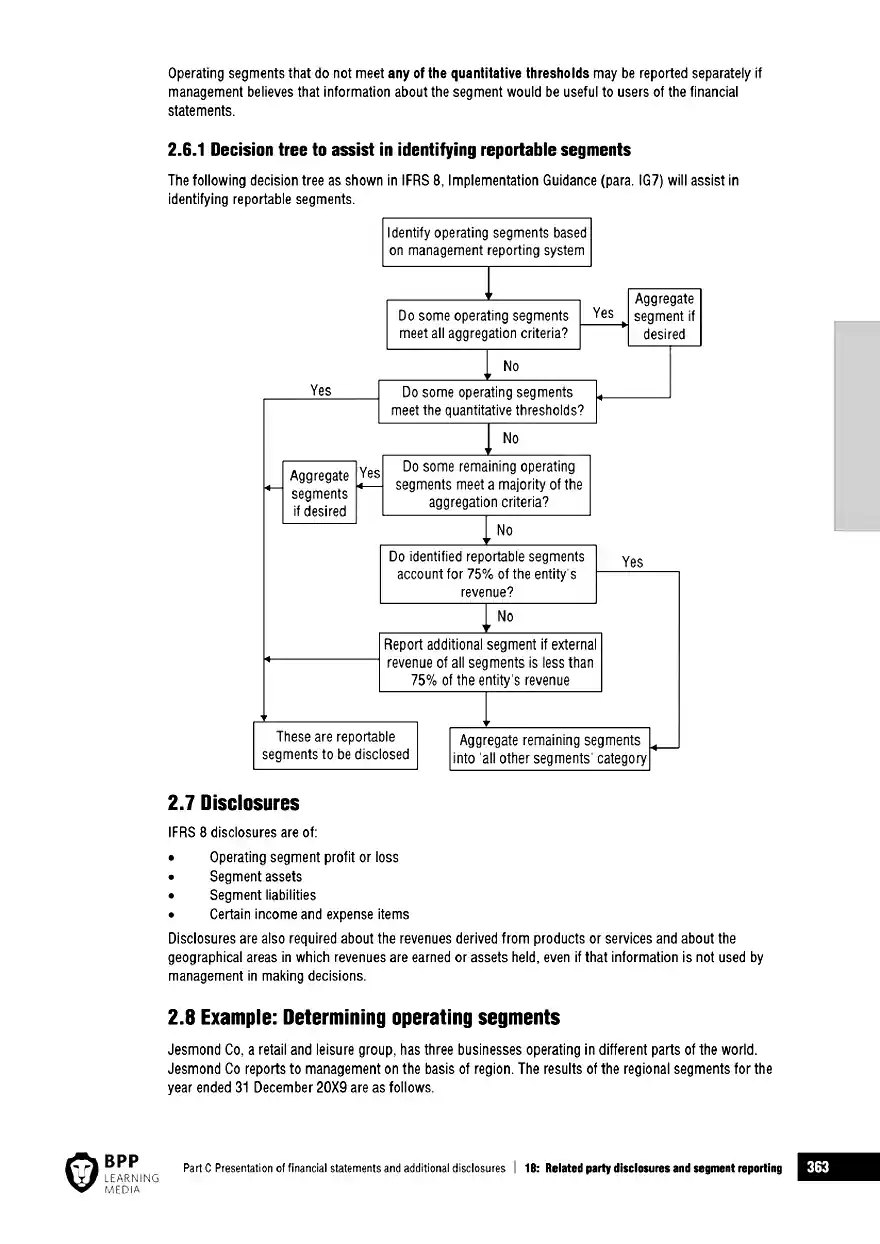 Operating segments that do not meet any of the quantitative thresholds may be reported separately if
management believes that information about the segment would be useful to users of the financial
statements.
2.6.1 Decision tree to assist in identifying reportable segments
The following decision tree as shown in IFRS 8, Implementation Guidance (para. IG7) will assist in
identifying reportable segments.
Identify operating segments based
on management reporting system
Do some operating segments
meet all aggregation criteria?
Yes
Aggregate
segment if
desired
No
Yes
Do some operating segments
meet the quantitative thresholds?
No
Aggregate
segments
if desired
Yes
Do some remaining operating
segments meet a majority of the
aggregation criteria?
No
Do identified reportable segments
account for 75% of the entity's
revenue?
Yes
No
Report additional segment if external
revenue of all segments is less than
75% of the entity's revenue
These are reportable
segments to be disclosed
Aggregate remaining segments
into 'all other segments' category
2.7 Disclosures
IFRS 8 disclosures are of:
• Operating segment profit or loss
• Segment assets
• Segment liabilities
• Certain income and expense items
Disclosures are also required about the revenues derived from products or services and about the
geographical areas in which revenues are earned or assets held, even if that information is not used by
management in making decisions.
2.8 Example: Determining operating segments
Jesmond Co, a retail and leisure group, has three businesses operating in different parts of the world.
Jesmond Co reports to management on the basis of region. The results of the regional segments for the
year ended 31 December 20X9 are as follows.
BPP
LEARNING
MEDIA
Part C Presentation of financial statements and additional disclosures | 18: Related party disclosures and segment reporting 363